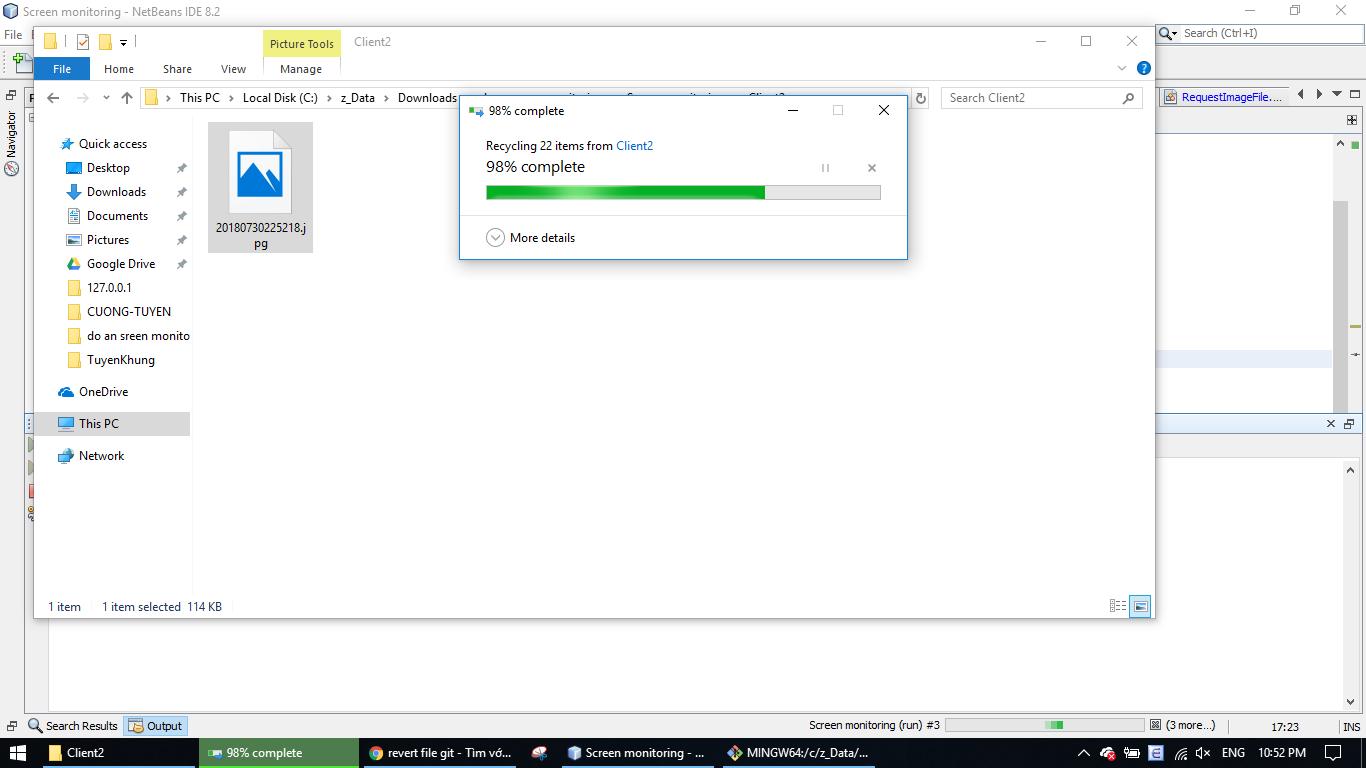 Screen monitoring - NetBeans IDE 8.2
File
Search (Ctrl+I)
Picture Tools
Client2
File
Home
Share
View
Manage
This PC
Local Disk (C:)
z_Data
Downloads
Search Client2
RequestImageFile....
Navigator
98% complete
Recycling 22 items from Client2
98% complete
More details
Quick access
Desktop
Downloads
Documents
Pictures
Google Drive
127.0.0.1
CUONG-TUYEN
do an sreen monito
TuyenKhung
OneDrive
This PC
Network
20180730225218.j
pg
1 item
1 item selected 114 KB
Search Results
Output
Screen monitoring (run) #3
(3 more...)
17:23
INS
Client2
98% complete
revert file git - Tìm vớ...
Screen monitoring - ...
MINGW64:/c/z_Data/...
ENG
10:52 PM